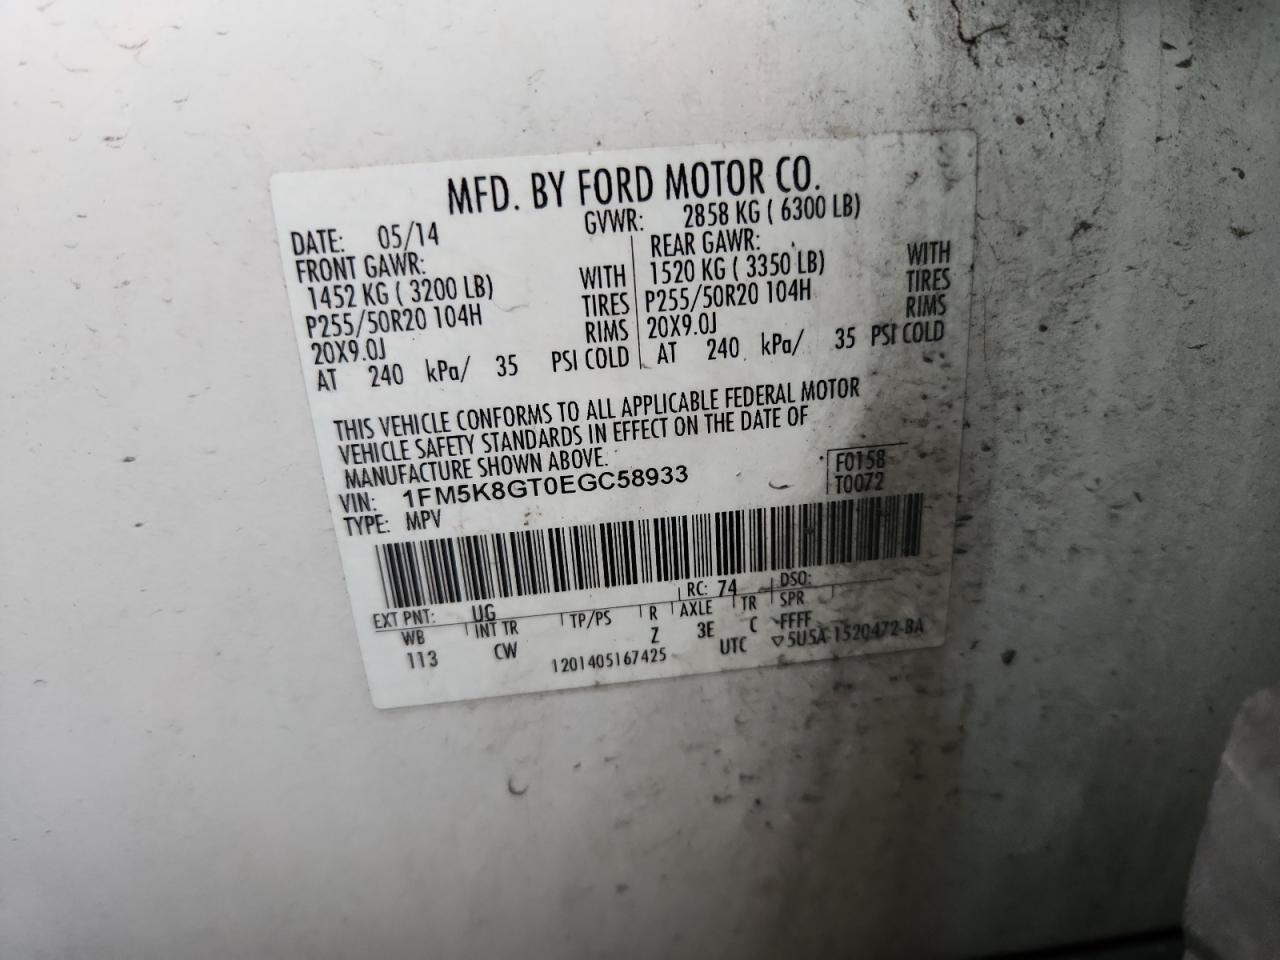 MFD. BY FORD MOTOR CO.
DATE: 05/14 GVWR: 2858 KG ( 6300 LB)
FRONT GAWR: REAR GAWR:
1452 KG ( 3200 LB) WITH 1520 KG ( 3350 LB) WITH
P255/50R20 104H TIRES P255/50R20 104H TIRES
20X9.0J RIMS 20X9.0J RIMS
AT 240 kPa/ 35 PSI COLD AT 240 kPa/ 35 PSI COLD
THIS VEHICLE CONFORMS TO ALL APPLICABLE FEDERAL MOTOR
VEHICLE SAFETY STANDARDS IN EFFECT ON THE DATE OF
MANUFACTURE SHOWN ABOVE.
VIN: 1FM5K8GT0EGC58933 F0158
TYPE: MPV T0072
EXT PNT: UG RC: 74 DSO:
WB INT TR TP/PS R AXLE TR SPR
113 CW Z 3E C FFFF
1201405167425 UTC ▽5U5A-1520472-BA